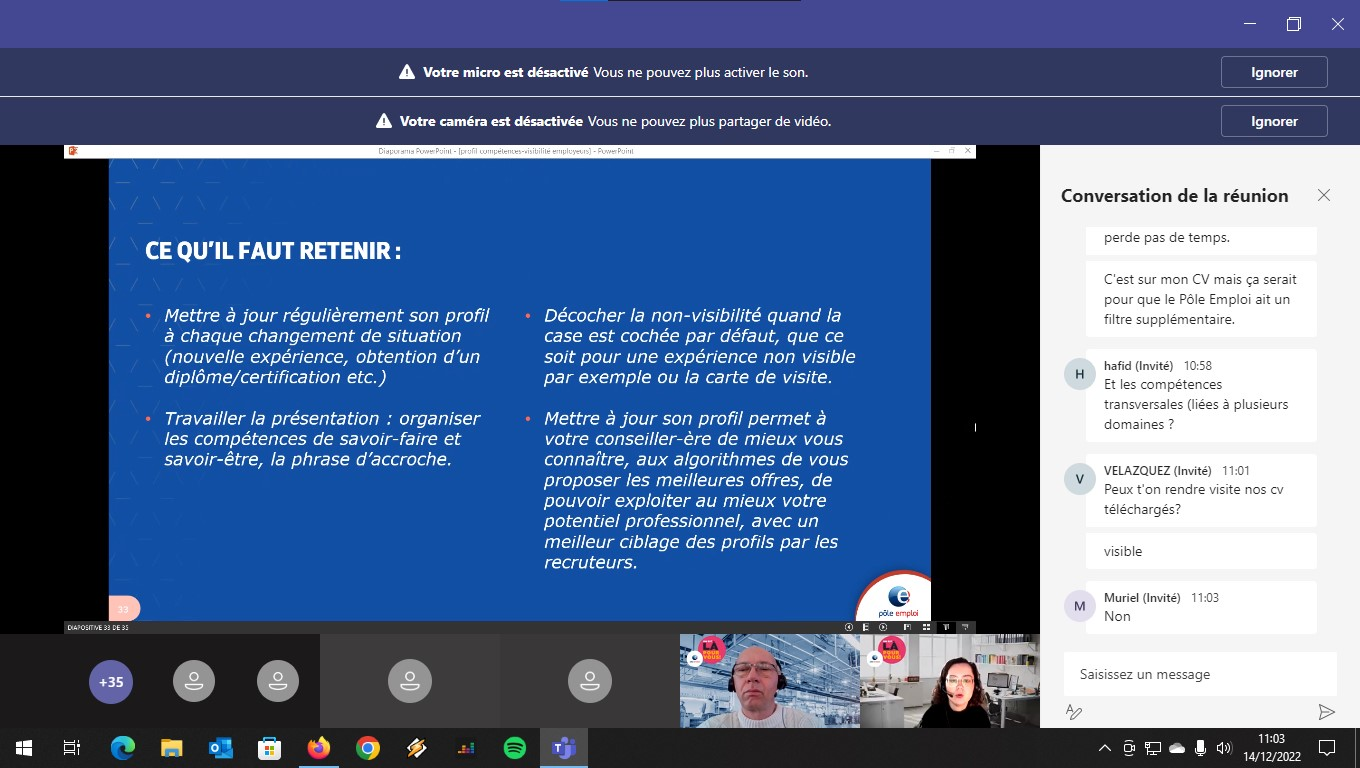 Votre micro est désactivé Vous ne pouvez plus activer le son.
Ignorer
Votre caméra est désactivée Vous ne pouvez plus partager de vidéo.
Ignorer
Diaporama PowerPoint - [profil compétences-visibilité employeurs] - PowerPoint
CE QU'IL FAUT RETENIR :
• Mettre à jour régulièrement son profil
à chaque changement de situation
(nouvelle expérience, obtention d'un
diplôme/certification etc.)
• Travailler la présentation : organiser
les compétences de savoir-faire et
savoir-être, la phrase d'accroche.
• Décocher la non-visibilité quand la
case est cochée par défaut, que ce
soit pour une expérience non visible
par exemple ou la carte de visite.
• Mettre à jour son profil permet à
votre conseiller-ère de mieux vous
connaître, aux algorithmes de vous
proposer les meilleures offres, de
pouvoir exploiter au mieux votre
potentiel professionnel, avec un
meilleur ciblage des profils par les
recruteurs.
33
pôle emploi
DIAPOSITIVE 33 DE 35
+35
LÀ
POUR
VOUS!
LÀ
POUR
VOUS!
Conversation de la réunion
perde pas de temps.
C'est sur mon CV mais ça serait
pour que le Pôle Emploi ait un
filtre supplémentaire.
H
hafid (Invité) 10:58
Et les compétences
transversales (liées à plusieurs
domaines ?
V
VELAZQUEZ (Invité) 11:01
Peux t'on rendre visite nos cv
téléchargés?
visible
M
Muriel (Invité) 11:03
Non
Saisissez un message
11:03
14/12/2022